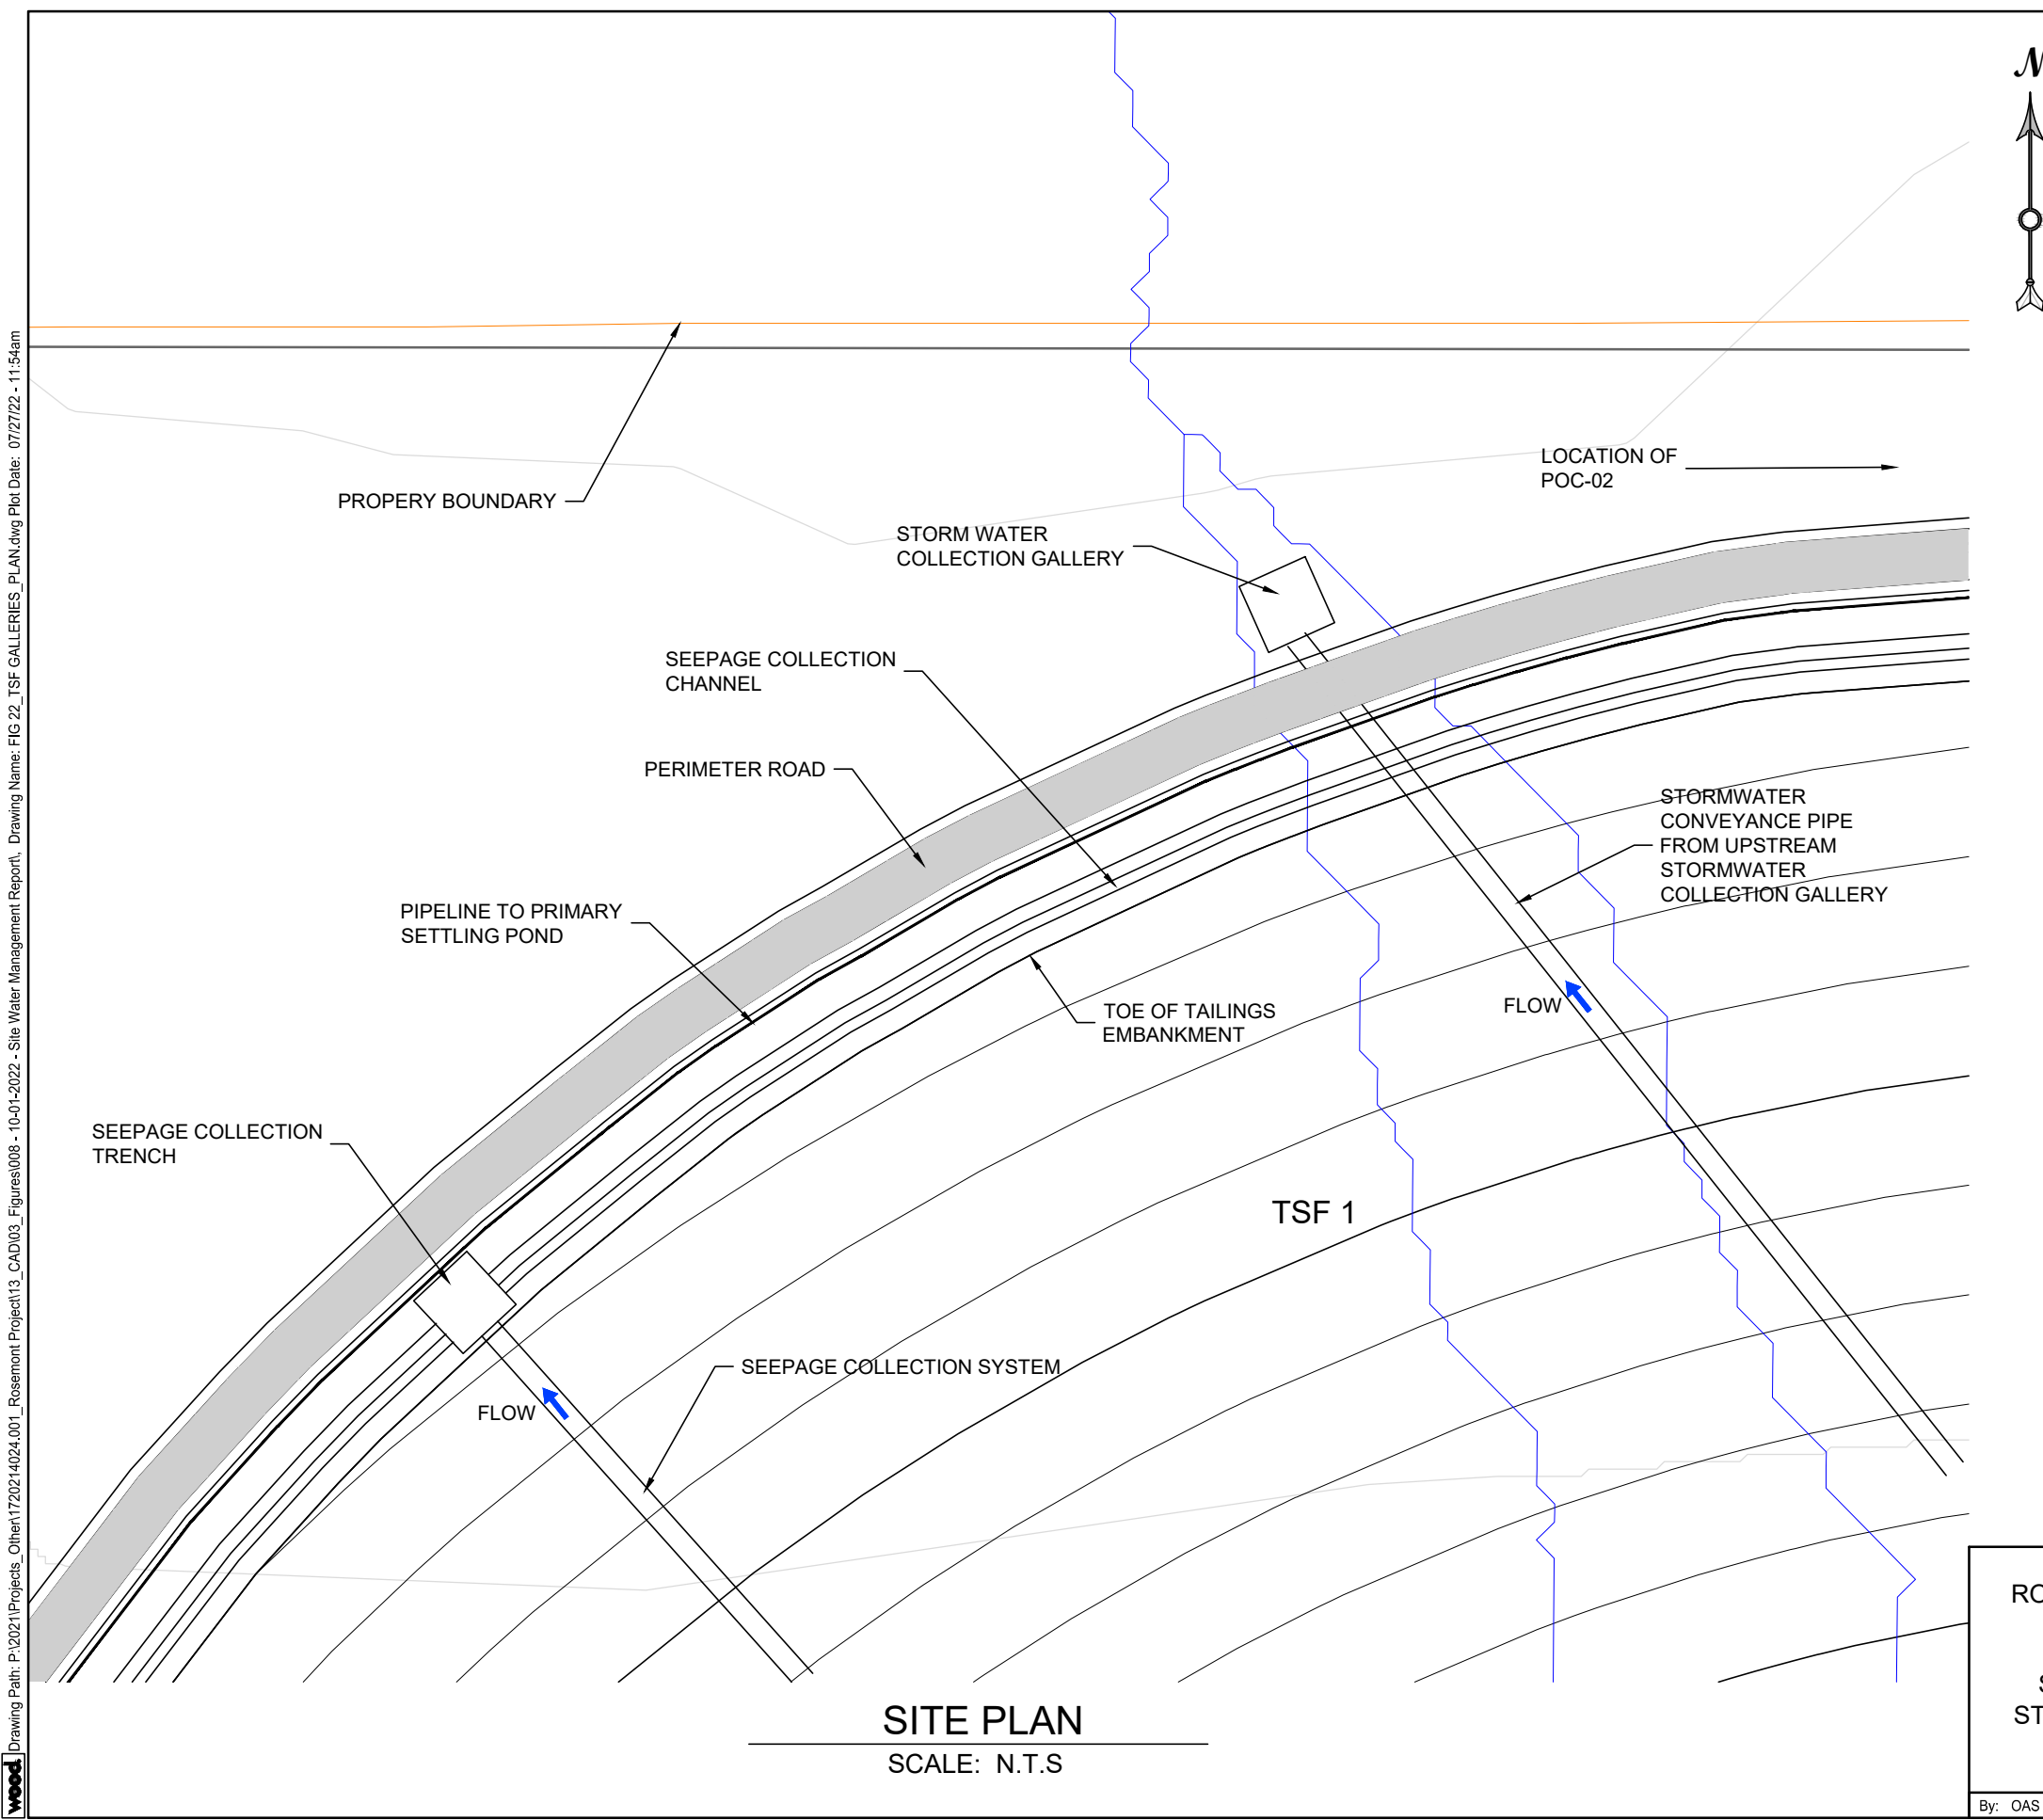 N
LOCATION OF
POC-02
PROPERY BOUNDARY
STORM WATER
COLLECTION GALLERY
SEEPAGE COLLECTION
CHANNEL
PERIMETER ROAD
STORMWATER
CONVEYANCE PIPE
FROM UPSTREAM
STORMWATER
COLLECTION GALLERY
PIPELINE TO PRIMARY
SETTLING POND
FLOW
TOE OF TAILINGS
EMBANKMENT
SEEPAGE COLLECTION
TRENCH
TSF 1
SEEPAGE COLLECTION SYSTEM
FLOW
SITE PLAN
SCALE: N.T.S
By: OAS
wood.
Drawing Path: P:\2021\Projects_Other\1720214024.001_Rosemont Project\13_CAD\03_Figures\008 - 10-01-2022 - Site Water Management Report\, Drawing Name: FIG 22_TSF GALLERIES_PLAN.dwg Plot Date: 07/27/22 - 11:54am